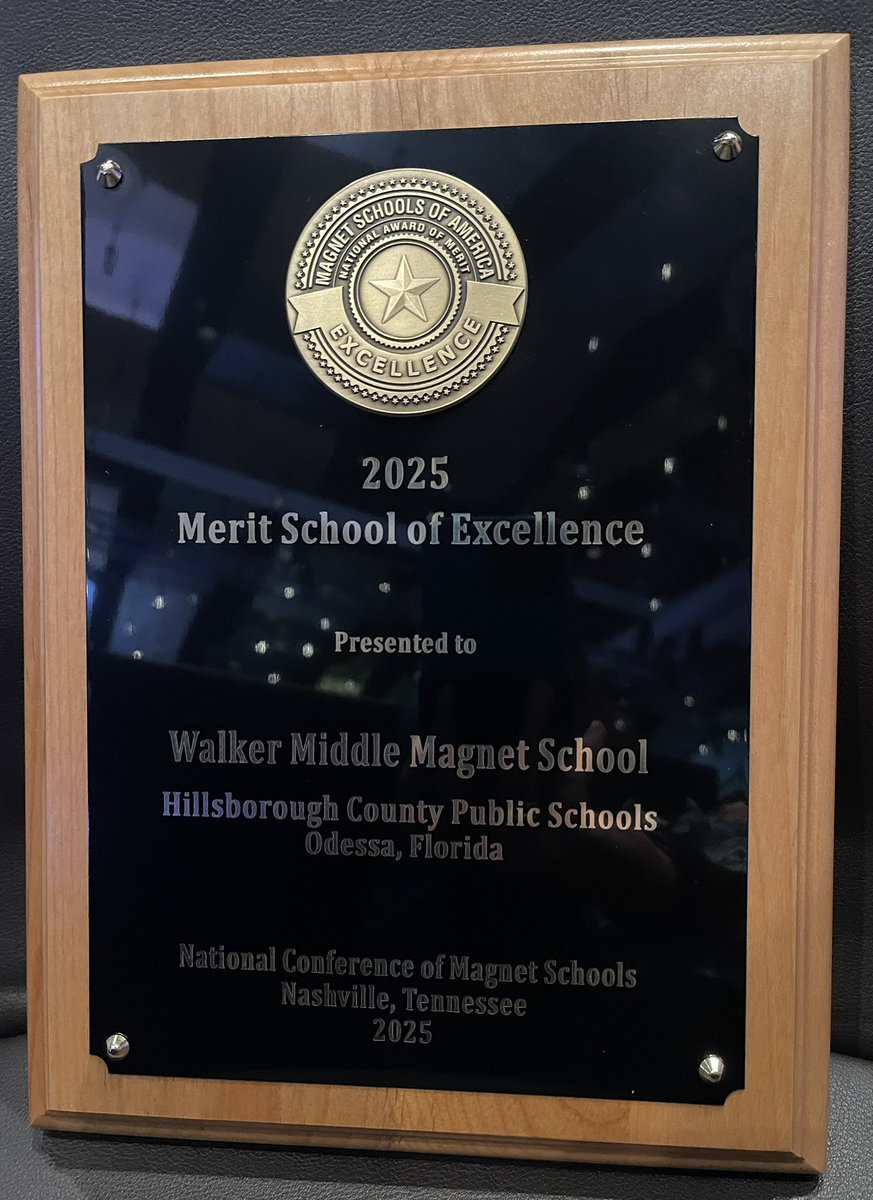 MAGNET SCHOOLS OF AMERICA
NATIONAL AWARD OF MERIT
EXCELLENCE
2025
Merit School of Excellence
Presented to
Walker Middle Magnet School
Hillsborough County Public Schools
Odessa, Florida
National Conference of Magnet Schools
Nashville, Tennessee
2025